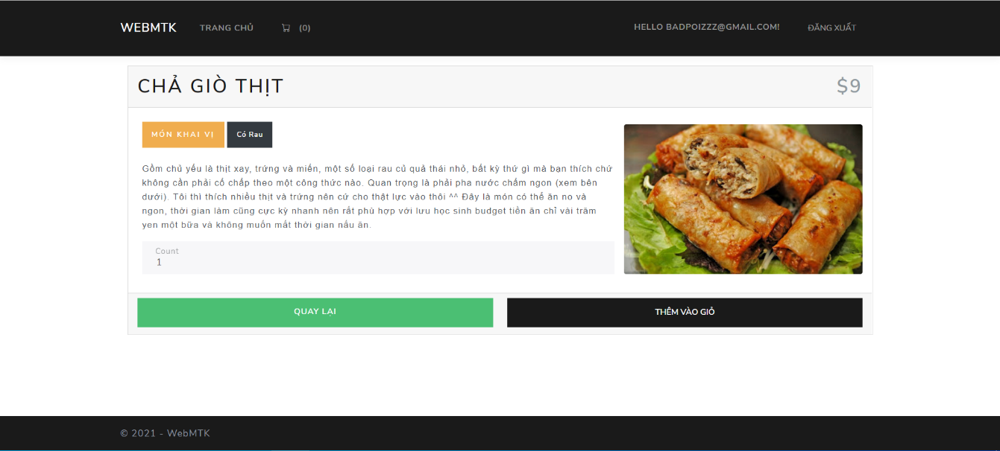 WEBMTK TRANG CHỦ (0) HELLO BADPOIZZZ@GMAIL.COM! ĐĂNG XUẤT
CHẢ GIÒ THỊT $9
MÓN KHAI VỊ Có Rau
Gồm chủ yếu là thịt xay, trứng và miến, một số loại rau củ quả thái nhỏ, bất kỳ thứ gì mà bạn thích chứ
không cần phải cố chấp theo một công thức nào. Quan trọng là phải pha nước chấm ngon (xem bên
dưới). Tôi thì thích nhiều thịt và trứng nên cứ cho thật lực vào thôi ^^ Đây là món có thể ăn no và
ngon, thời gian làm cũng cực kỳ nhanh nên rất phù hợp với lưu học sinh budget tiền ăn chỉ vài trăm
yen một bữa và không muốn mất thời gian nấu ăn.
Count
1
QUAY LẠI THÊM VÀO GIỎ
© 2021 - WebMTK